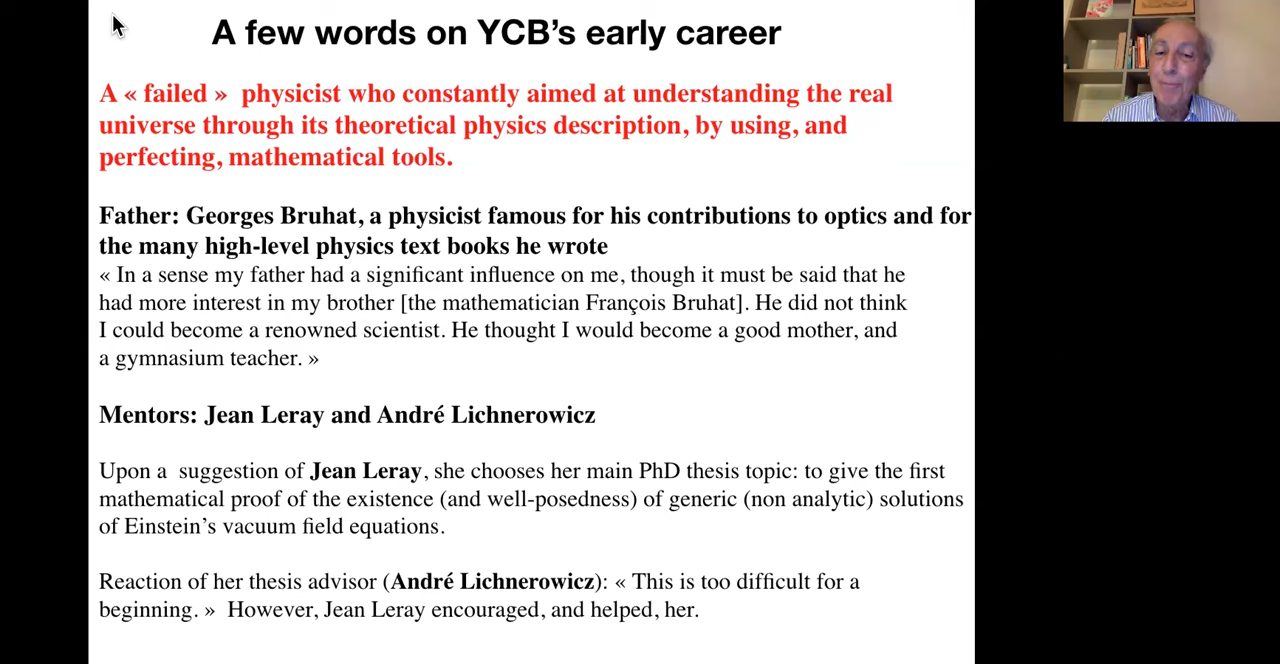 A few words on YCB’s early career
A « failed »  physicist who constantly aimed at understanding the real
universe through its theoretical physics description, by using, and
perfecting, mathematical tools.
Father: Georges Bruhat, a physicist famous for his contributions to optics and for
the many high-level physics text books he wrote
« In a sense my father had a significant influence on me, though it must be said that he
had more interest in my brother [the mathematician François Bruhat]. He did not think
I could become a renowned scientist. He thought I would become a good mother, and
a gymnasium teacher. »
Mentors: Jean Leray and André Lichnerowicz
Upon a  suggestion of Jean Leray, she chooses her main PhD thesis topic: to give the first
mathematical proof of the existence (and well-posedness) of generic (non analytic) solutions
of Einstein’s vacuum field equations.
Reaction of her thesis advisor (André Lichnerowicz): « This is too difficult for a
beginning. »  However, Jean Leray encouraged, and helped, her.